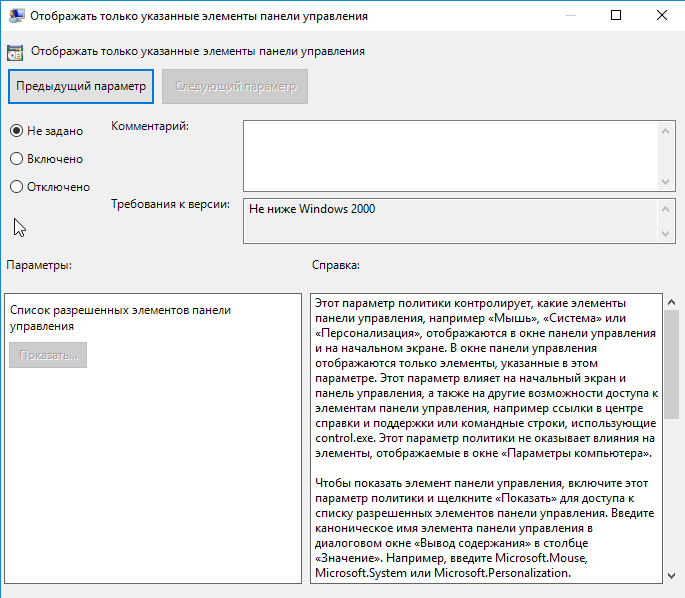 Отображать только указанные элементы панели управления
Отображать только указанные элементы панели управления
Предыдущий параметр
Следующий параметр
Не задано
Включено
Отключено
Комментарий:
Требования к версии:
Не ниже Windows 2000
Параметры:
Справка:
Список разрешенных элементов панели
управления
Показать...
Этот параметр политики контролирует, какие элементы
панели управления, например «Мышь», «Система» или
«Персонализация», отображаются в окне панели управления
и на начальном экране. В окне панели управления
отображаются только элементы, указанные в этом
параметре. Этот параметр влияет на начальный экран и
панель управления, а также на другие возможности доступа к
элементам панели управления, например ссылки в центре
справки и поддержки или командные строки, использующие
control.exe. Этот параметр политики не оказывает влияния на
элементы, отображаемые в окне «Параметры компьютера».
Чтобы показать элемент панели управления, включите этот
параметр политики и щелкните «Показать» для доступа к
списку разрешенных элементов панели управления. Введите
каноническое имя элемента панели управления в
диалоговом окне «Вывод содержания» в столбце
«Значение». Например, введите Microsoft.Mouse,
Microsoft.System или Microsoft.Personalization.